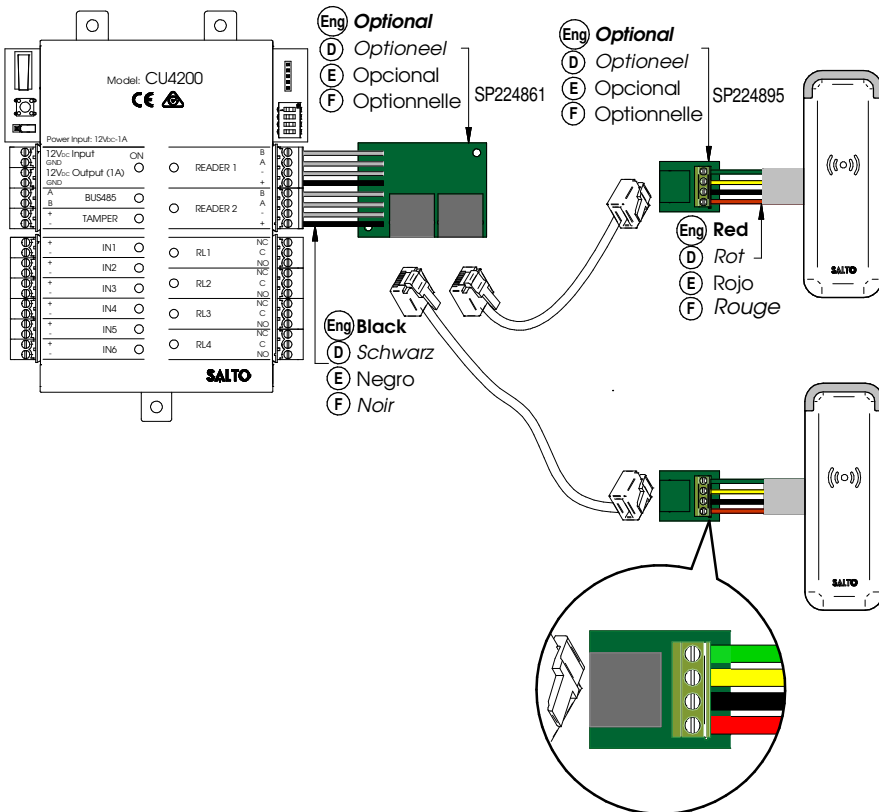 Model: CU4200
CE
Power Input: 12VDC-1A
12VDC Input
GND
ON
12VDC Output (1A)
GND
A
B
BUS485
+
-
TAMPER
READER 1
B
A
-
+
READER 2
B
A
-
+
+
-
IN1
IN2
+
-
IN3
IN4
+
-
IN5
+
-
IN6
RL1
NC
C
NO
RL2
NC
C
NO
RL3
NC
C
NO
RL4
NC
C
NO
SALTO
Eng Optional
D Optioneel
E Opcional
F Optionnelle
SP224861
Eng Optional
D Optioneel
E Opcional
F Optionnelle
SP224895
Eng Red
D Rot
E Rojo
F Rouge
SALTO
Eng Black
D Schwarz
E Negro
F Noir
SALTO